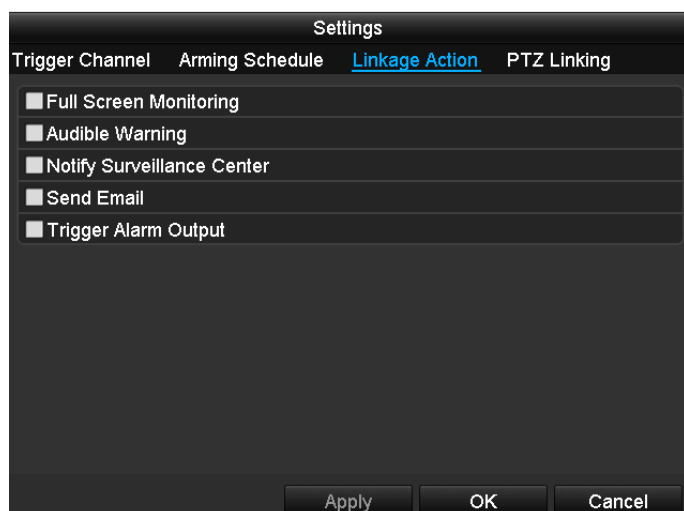 Settings
Trigger Channel Arming Schedule Linkage Action PTZ Linking
Full Screen Monitoring
Audible Warning
Notify Surveillance Center
Send Email
Trigger Alarm Output
Apply OK Cancel